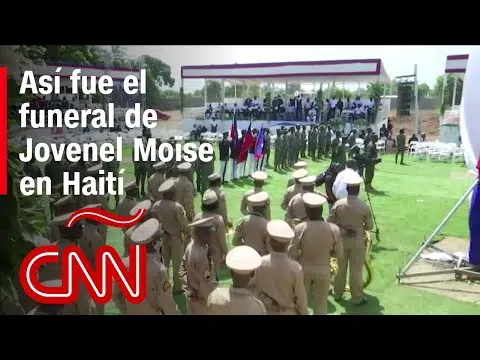 Así fue el
funeral de
Jovenel Moise
en Haití
CNN